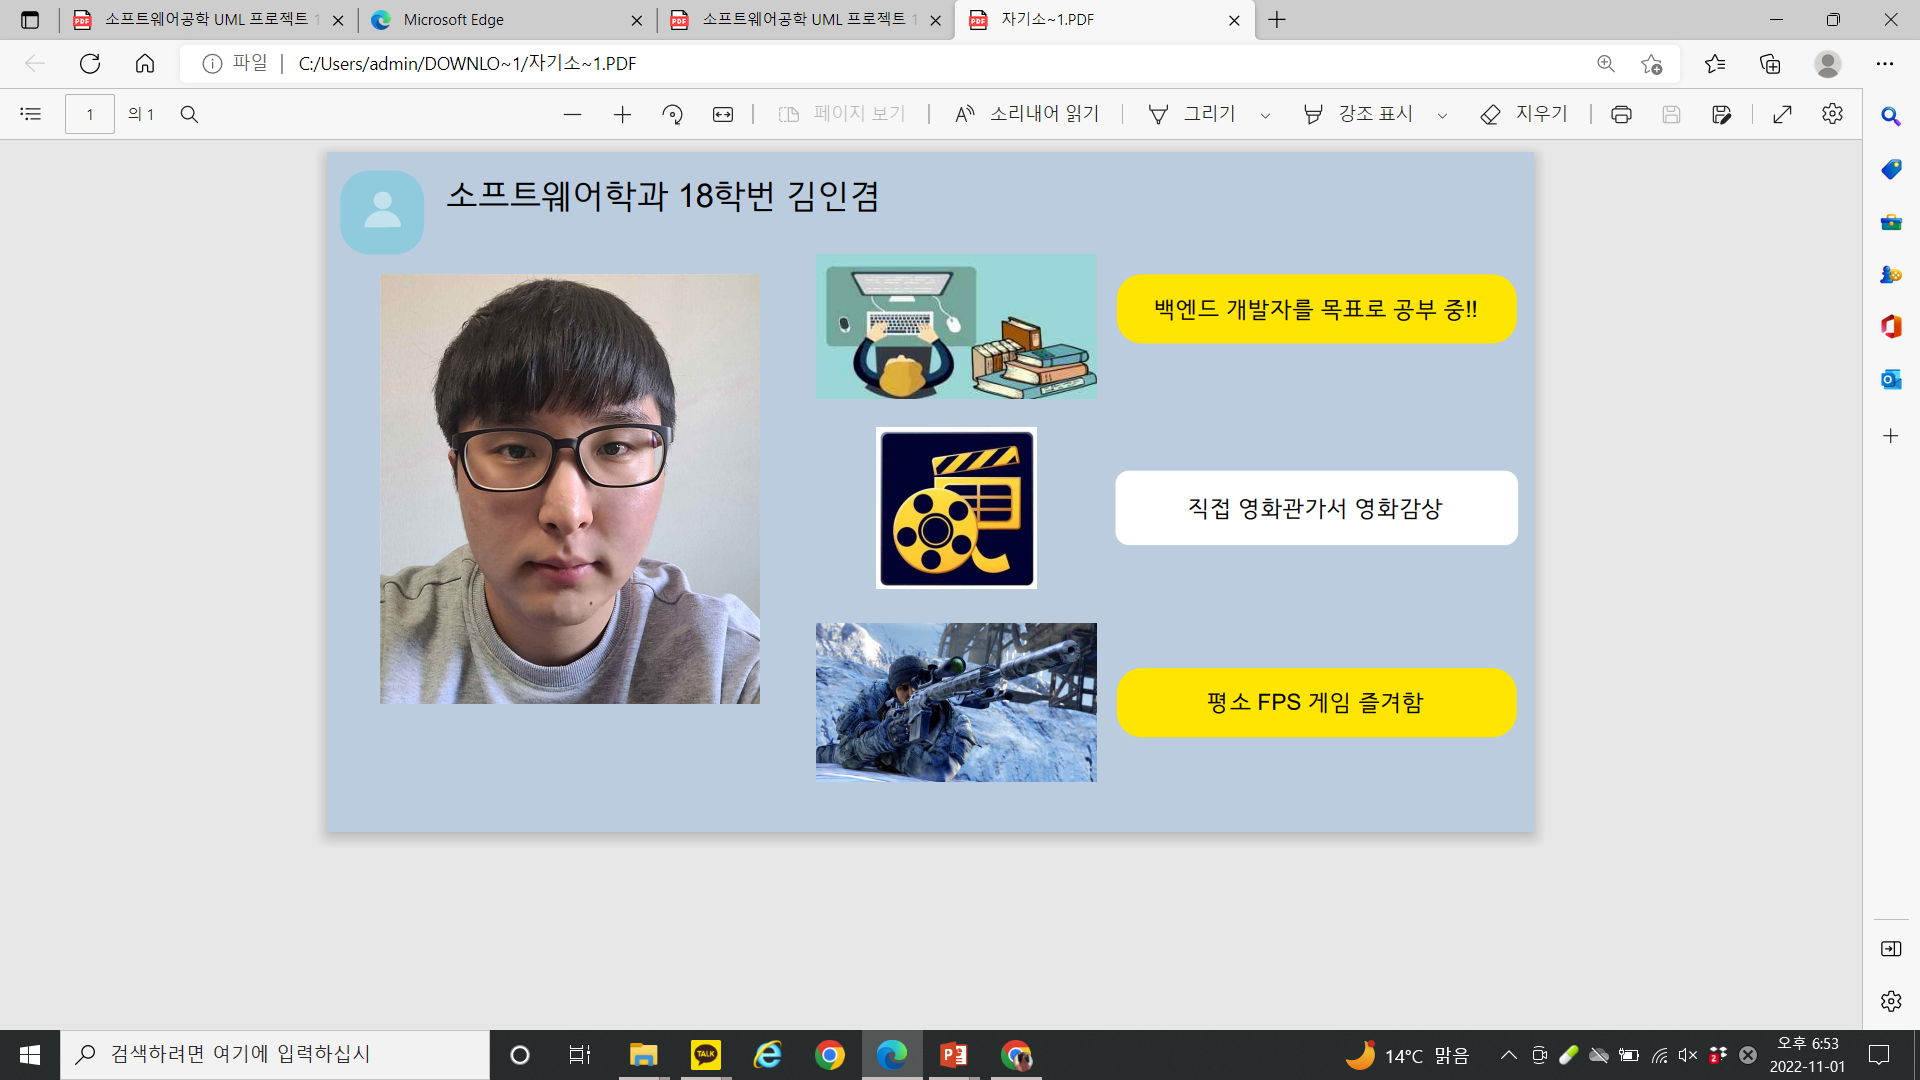 소프트웨어공학 UML 프로젝트 1
Microsoft Edge
소프트웨어공학 UML 프로젝트 1
자기소~1.PDF
파일 | C:/Users/admin/DOWNLO~1/자기소~1.PDF
1 의 1
페이지 보기
소리내어 읽기
그리기
강조 표시
지우기
소프트웨어학과 18학번 김인겸
백엔드 개발자를 목표로 공부 중!!
직접 영화관가서 영화감상
평소 FPS 게임 즐겨함
검색하려면 여기에 입력하십시
TALK
14°C 맑음
오후 6:53
2022-11-01